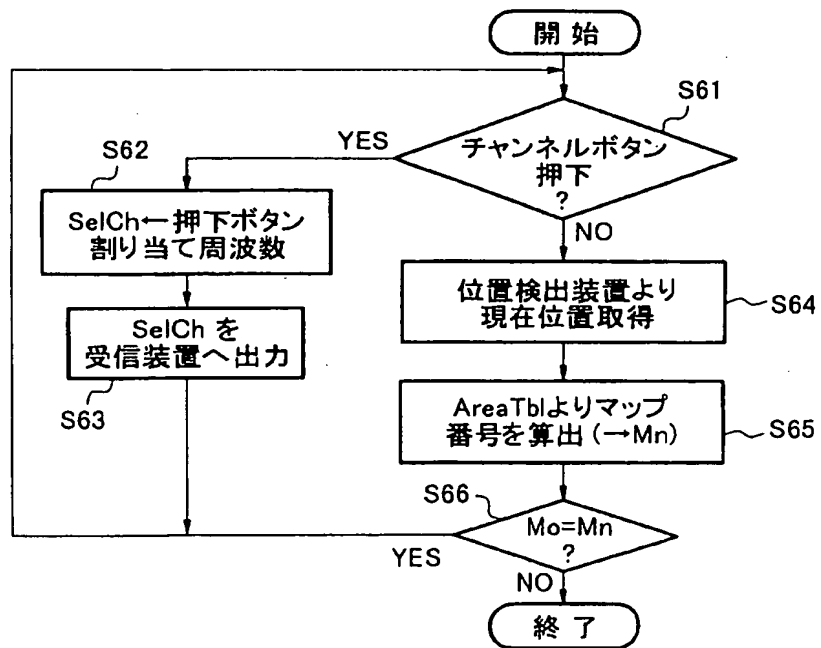 開始
S61
チャンネルボタン
押下
?
YES
NO
S62
SelCh←押下ボタン
割り当て周波数
SelCh を
受信装置へ出力
S63
位置検出装置より
現在位置取得
S64
AreaTblよりマップ
番号を算出(→Mn)
S65
S66
Mo=Mn
?
YES
NO
終了